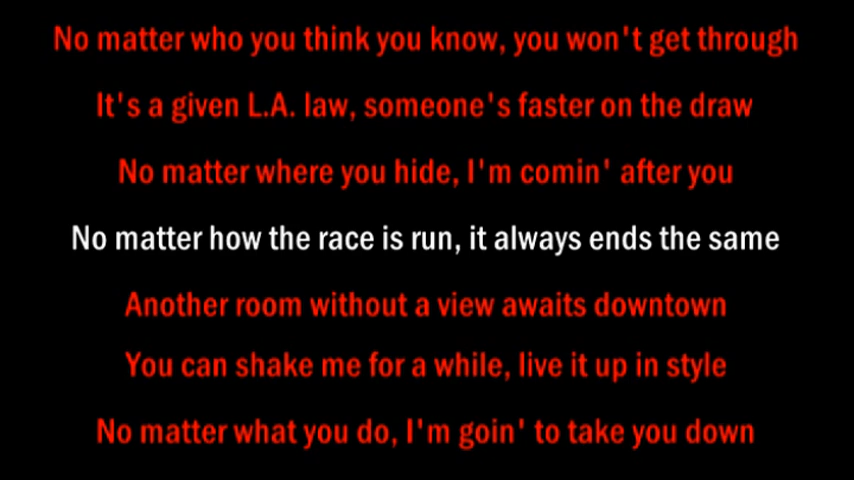 No matter who you think you know, you won't get through
It's a given L.A. law, someone's faster on the draw
No matter where you hide, I'm comin' after you
No matter how the race is run, it always ends the same
Another room without a view awaits downtown
You can shake me for a while, live it up in style
No matter what you do, I'm goin' to take you down